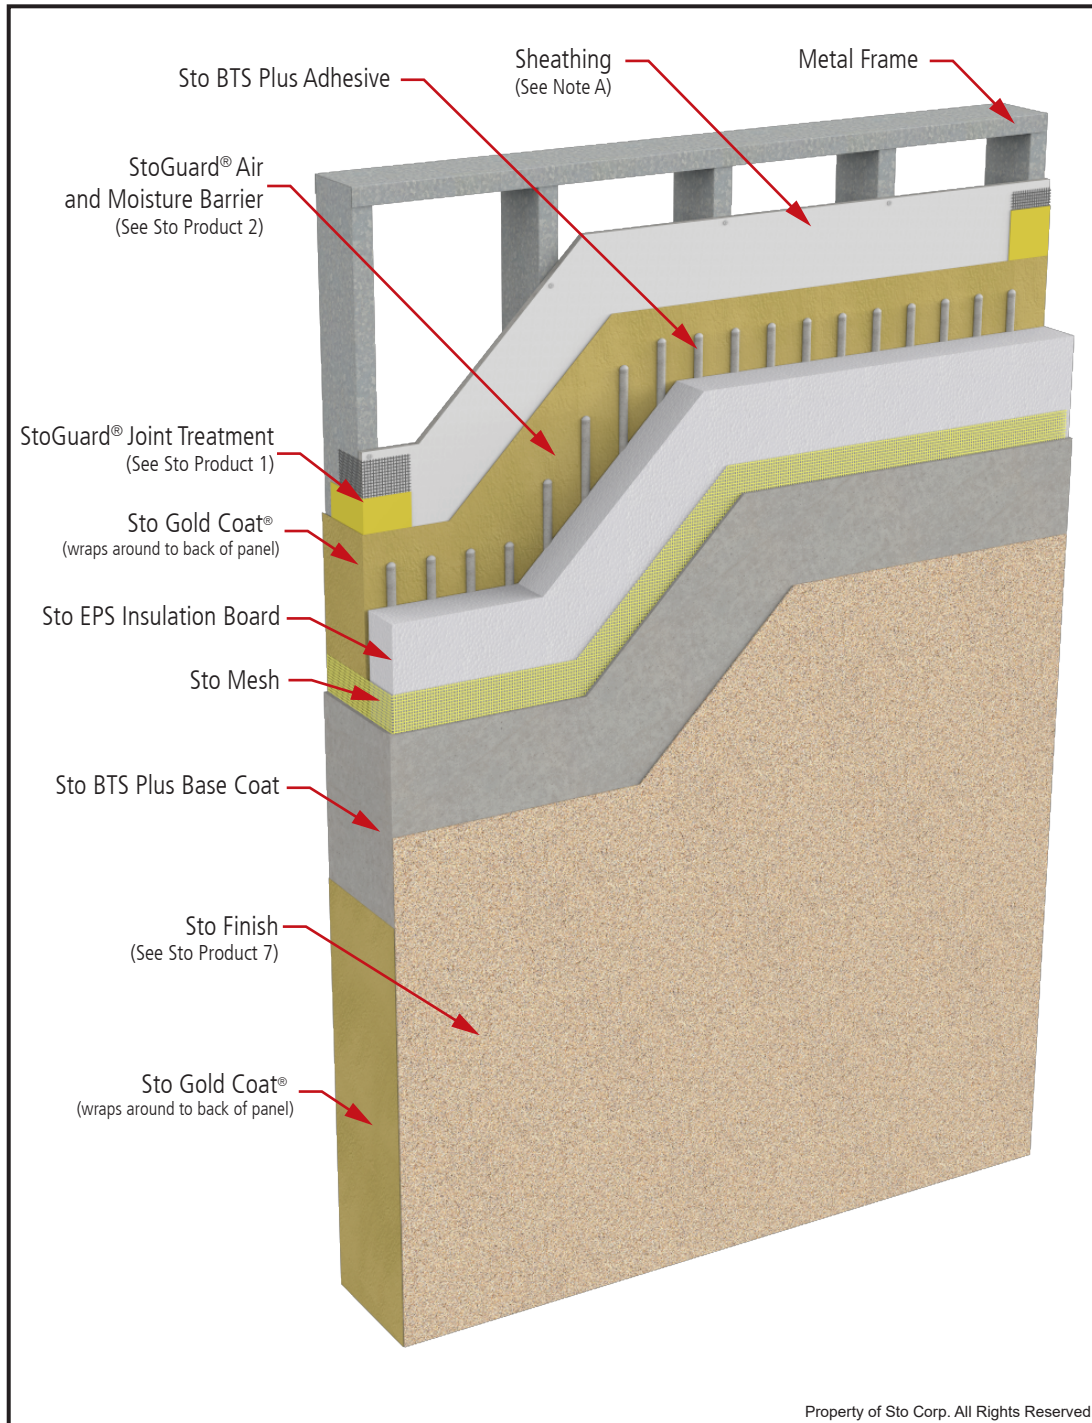 Sheathing
(See Note A)
Metal Frame
Sto BTS Plus Adhesive
StoGuard® Air
and Moisture Barrier
(See Sto Product 2)
StoGuard® Joint Treatment
(See Sto Product 1)
Sto Gold Coat®
(wraps around to back of panel)
Sto EPS Insulation Board
Sto Mesh
Sto BTS Plus Base Coat
Sto Finish
(See Sto Product 7)
Sto Gold Coat®
(wraps around to back of panel)
Property of Sto Corp. All Rights Reserved